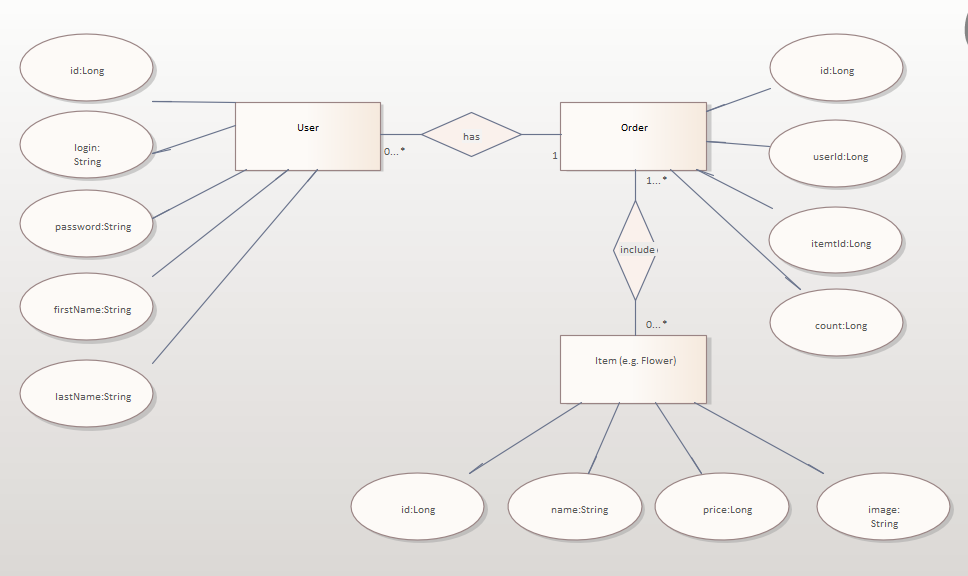 id:Long
login:
String
password:String
firstName:String
lastName:String
User
0...*
has
1
Order
id:Long
userId:Long
itemtId:Long
count:Long
1...*
include
0...*
Item (e.g. Flower)
id:Long
name:String
price:Long
image:
String